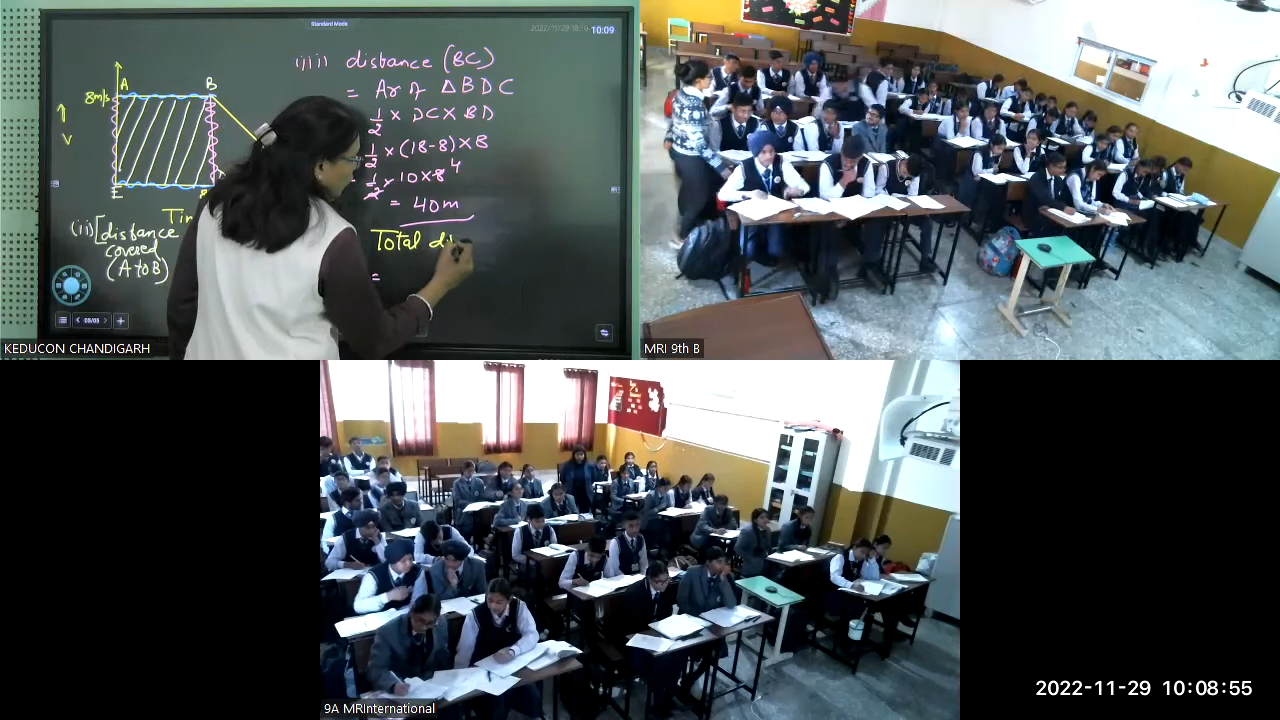 Standard Mode
2022/11/29 10:10 10:09
A
B
8m/s
v
E
Tim
(ii) [distance
covered
(A to B)
(iii) distance (BC)
= Ar of ΔBDC
1/2 × DC × BD
1/2 × (18-8) × 8
1/2 × 10 × 8 4
= 40m
Total di
=
05/05
KEDUCON CHANDIGARH
MRI 9th B
9A MRInternational
2022-11-29 10:08:55